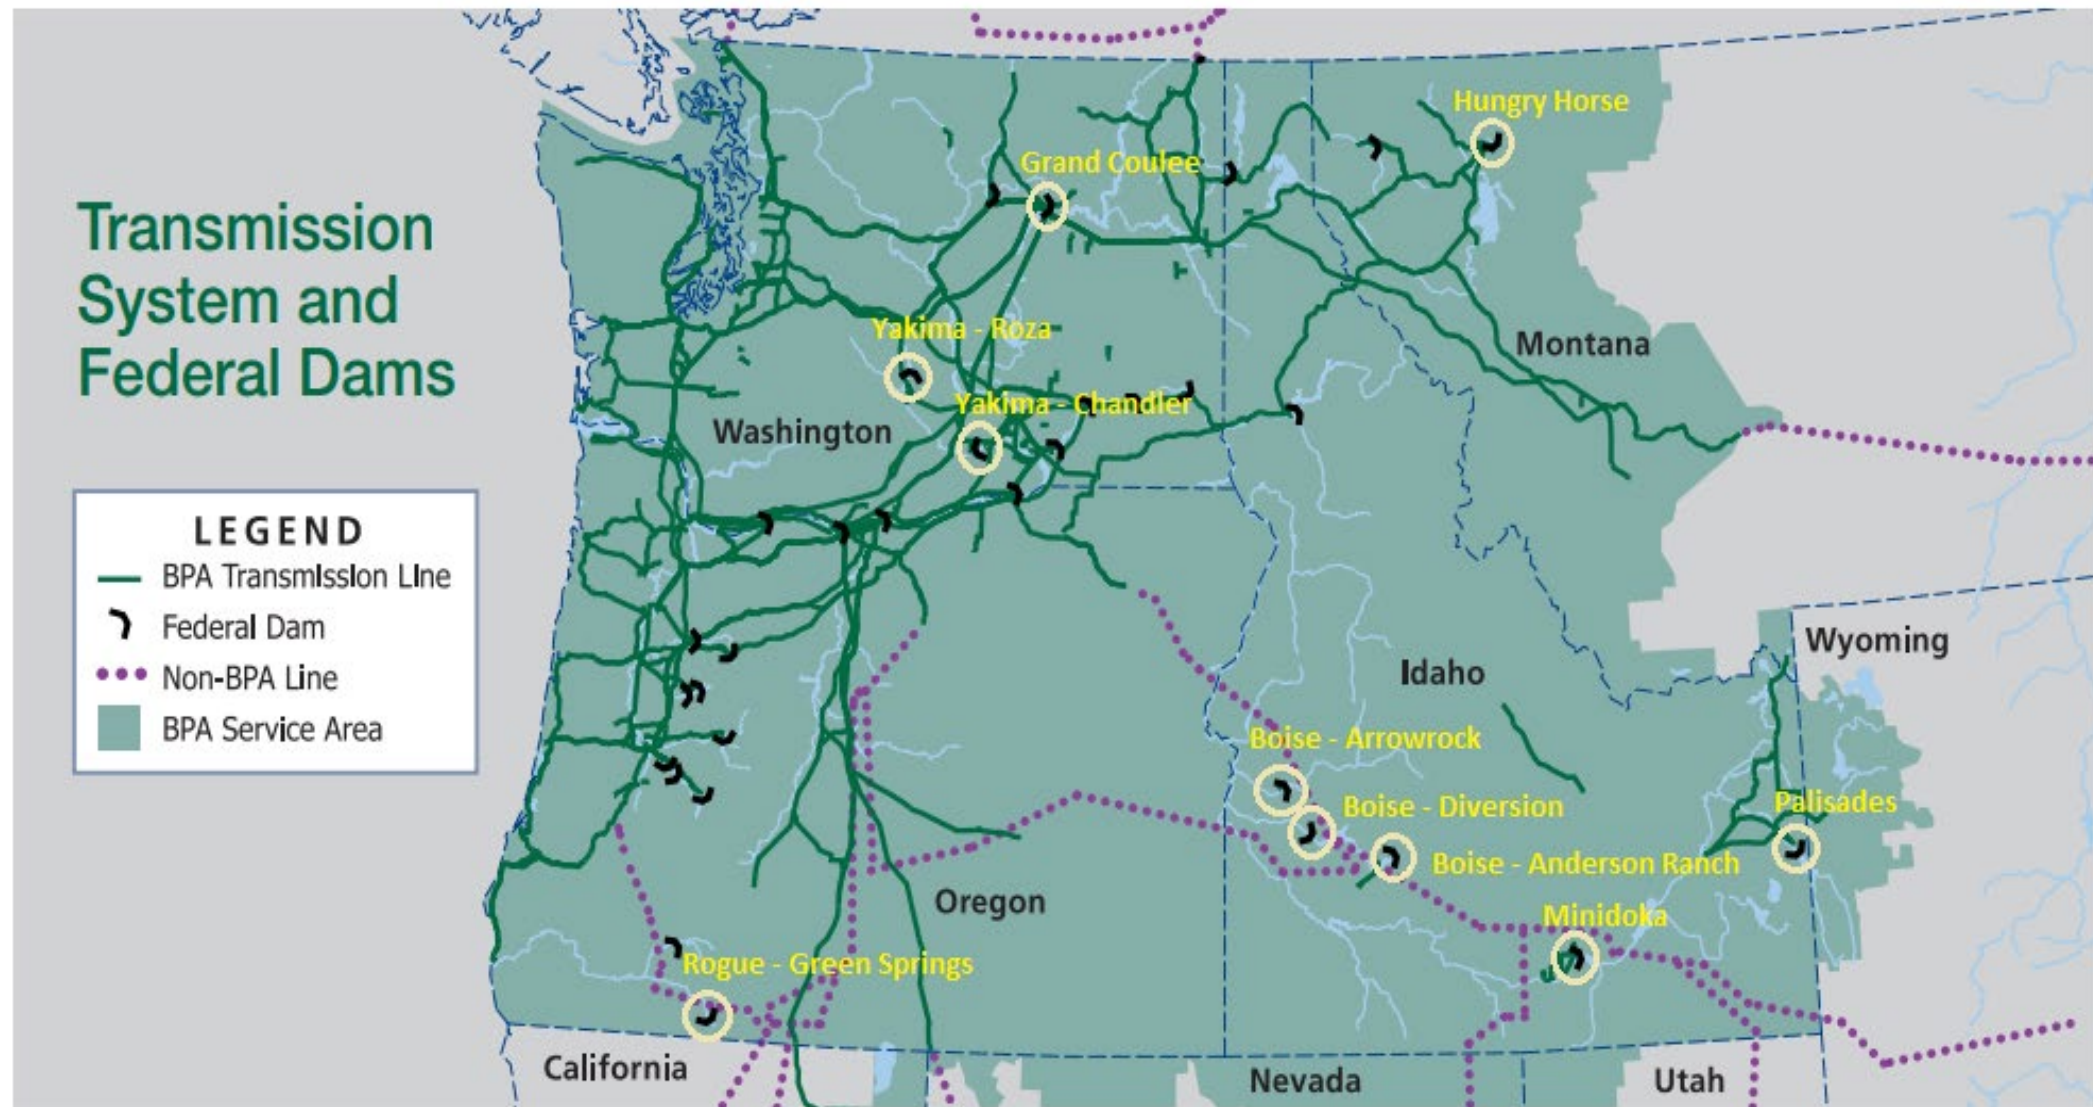 Transmission
System and
Federal Dams
LEGEND
BPA Transmission Line
Federal Dam
Non-BPA Line
BPA Service Area
Hungry Horse
Grand Coulee
Yakima - Roza
Montana
Yakima - Chandler
Washington
Wyoming
Idaho
Boise - Arrowrock
Boise - Diversion
Palisades
Boise - Anderson Ranch
Oregon
Minidoka
Rogue - Green Springs
California
Nevada
Utah